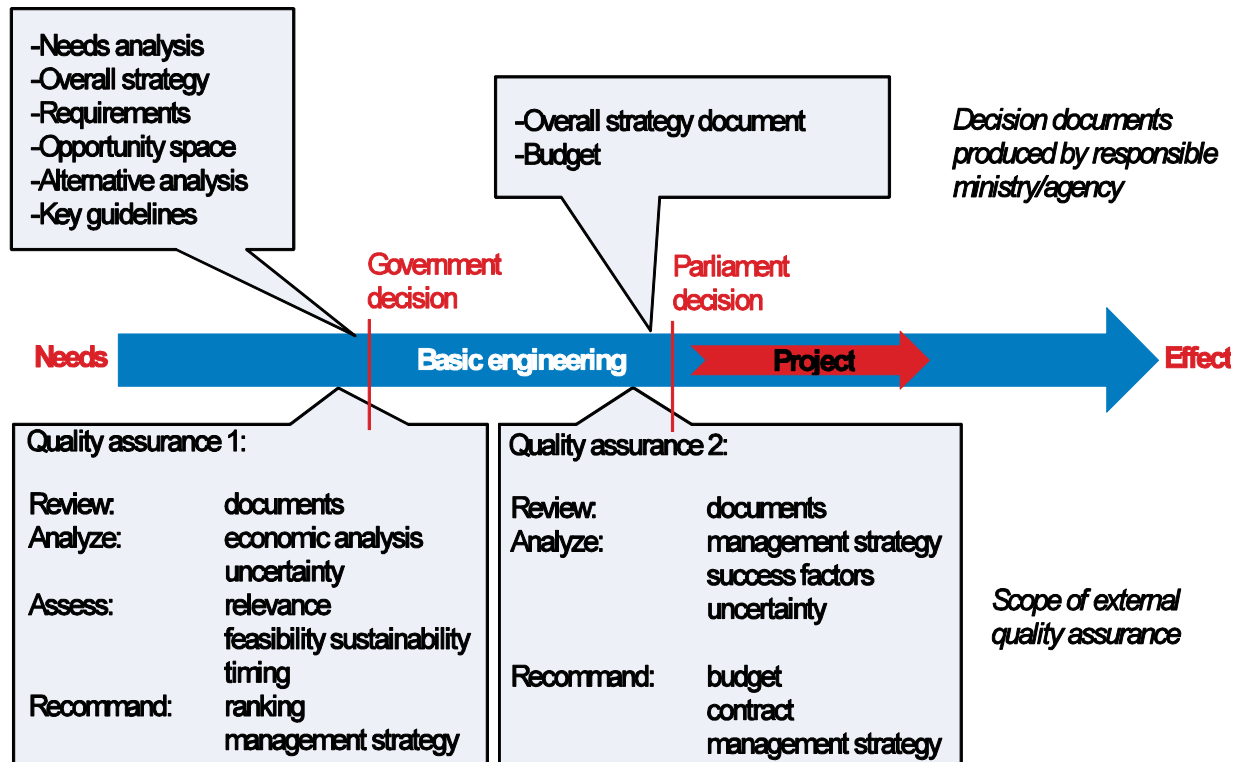 -Needs analysis
-Overall strategy
-Requirements
-Opportunity space
-Alternative analysis
-Key guidelines
-Overall strategy document
-Budget
Decision documents
produced by responsible
ministry/agency
Government
decision
Parliament
decision
Needs
Basic engineering
Project
Effect
Quality assurance 1:
Review: documents
Analyze: economic analysis
uncertainty
Assess: relevance
feasibility sustainability
timing
Recommand: ranking
management strategy
Quality assurance 2:
Review: documents
Analyze: management strategy
success factors
uncertainty
Recommand: budget
contract
management strategy
Scope of external
quality assurance